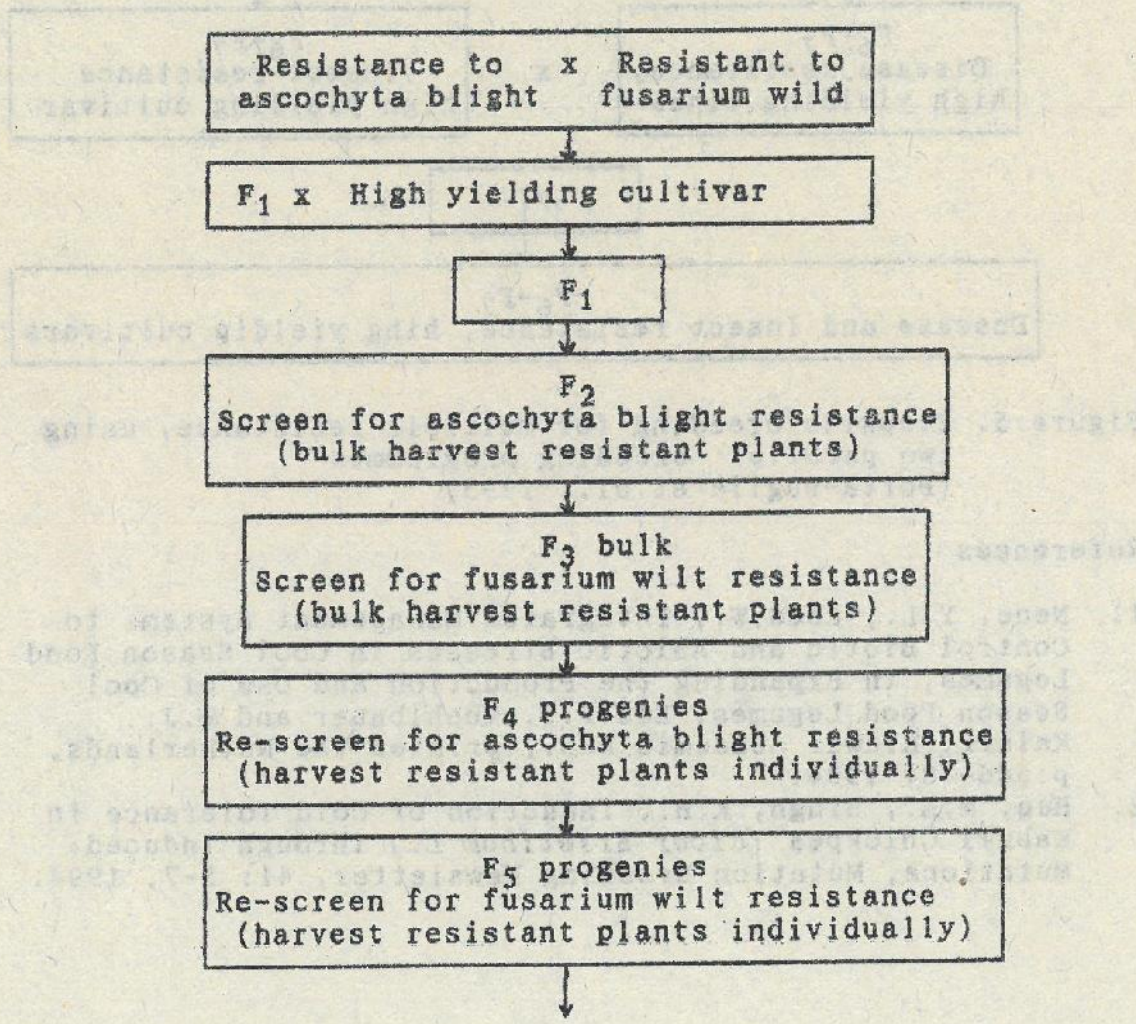 Resistance to x Resistant to
ascochyta blight fusarium wild
F₁ x High yielding cultivar
F₁
F₂
Screen for ascochyta blight resistance
(bulk harvest resistant plants)
F₃ bulk
Screen for fusarium wilt resistance
(bulk harvest resistant plants)
F₄ progenies
Re-screen for ascochyta blight resistance
(harvest resistant plants individually)
F₅ progenies
Re-screen for fusarium wilt resistance
(harvest resistant plants individually)